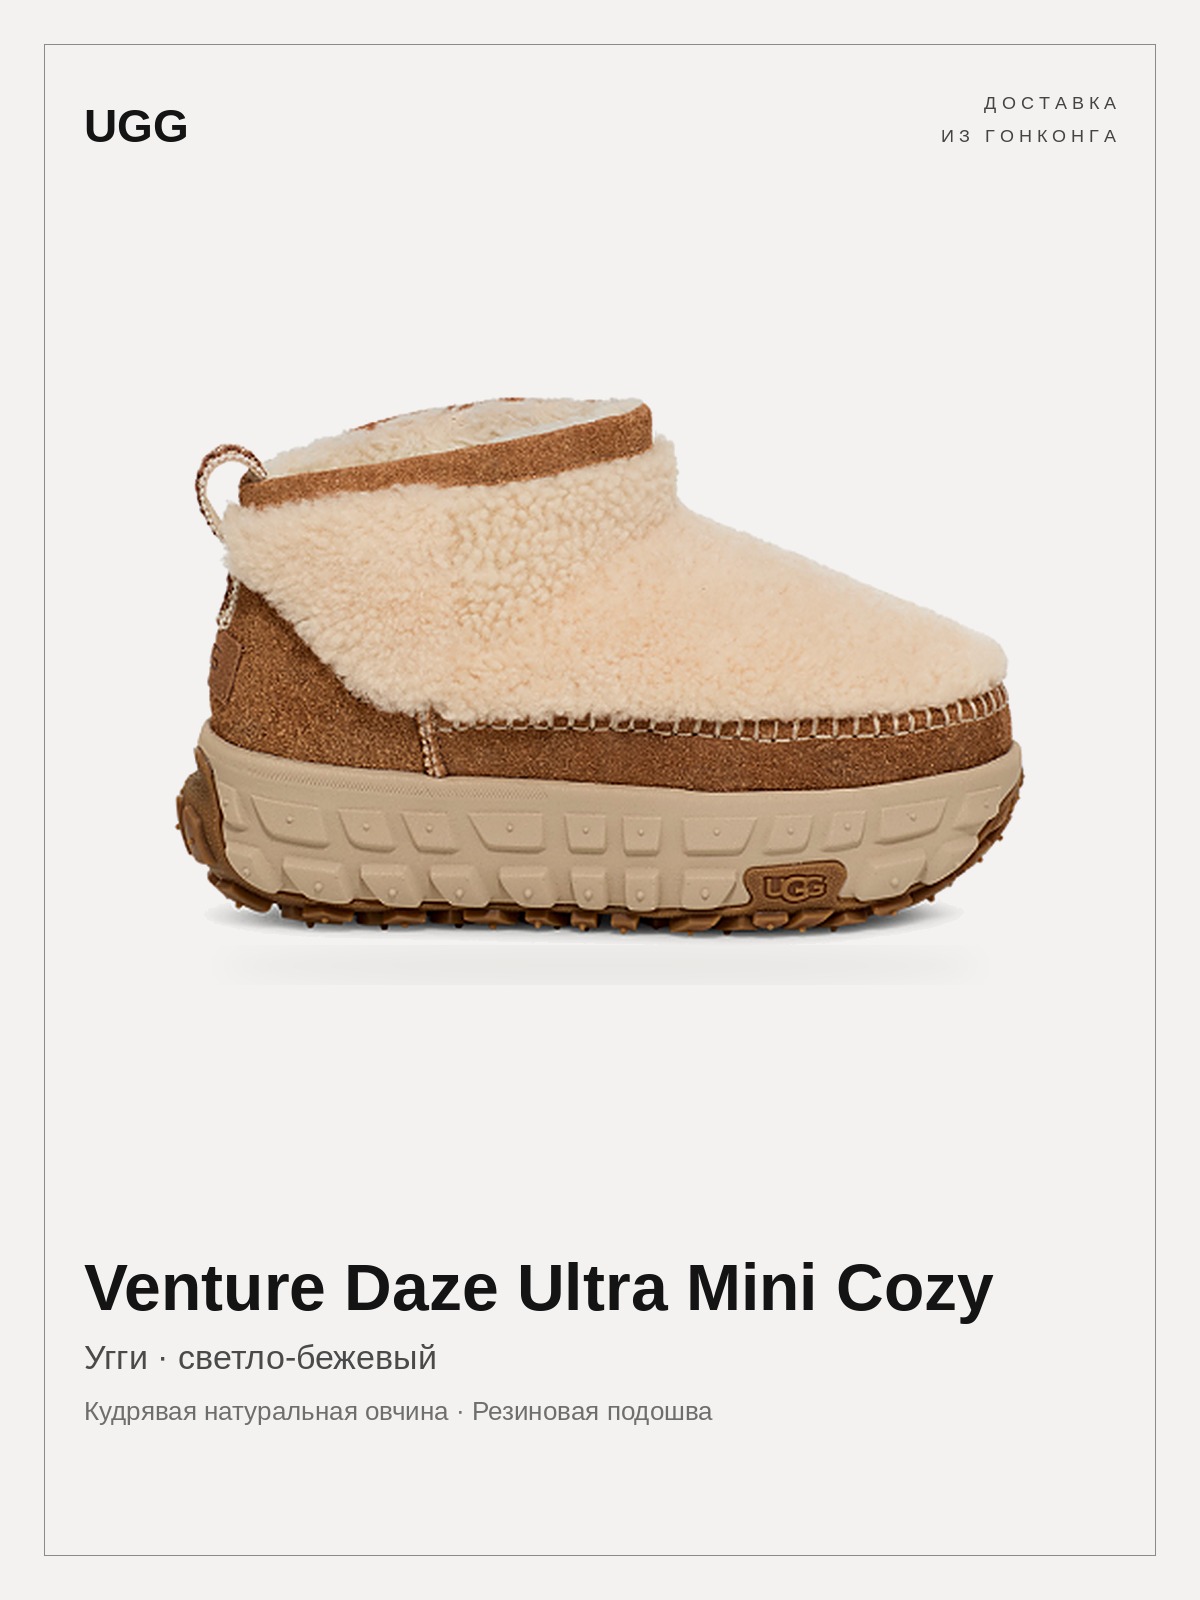 UGG
ДОСТАВКА
ИЗ ГОНКОНГА
UGG
Venture Daze Ultra Mini Cozy
Угги · светло-бежевый
Кудрявая натуральная овчина · Резиновая подошва